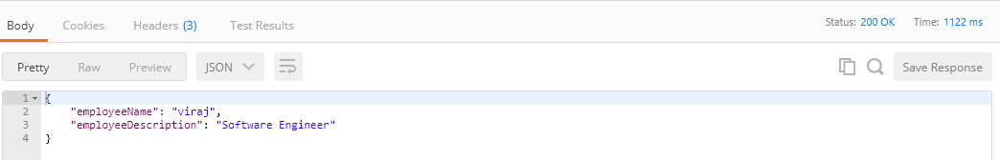 Body Cookies Headers (3) Test Results Status: 200 OK Time: 1122 ms
Pretty Raw Preview JSON Save Response
1 {
2 "employeeName": "viraj",
3 "employeeDescription": "Software Engineer"
4 }